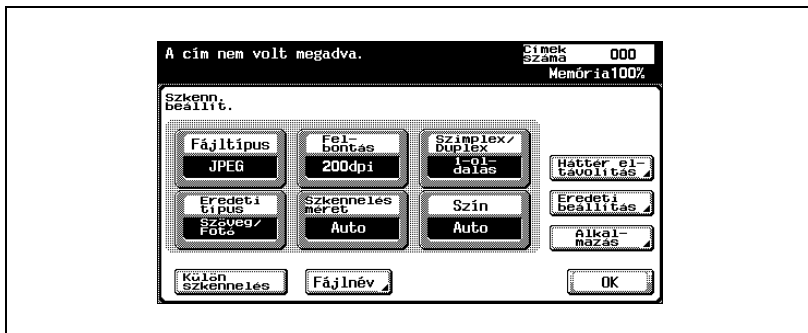 A cím nem volt megadva.
Címek
száma
000
Memória100%
Szkenn.
beállít.
Fájltípus
JPEG
Fel-
bontás
200dpi
Szimplex/
Duplex
1-ol-
dalas
Háttér el-
távolítás
Eredeti
típus
Szöveg/
Fotó
Szkennelés
méret
Auto
Szín
Auto
Eredeti
beállítás
Alkal-
mazás
Külön
szkennelés
Fájlnév
OK